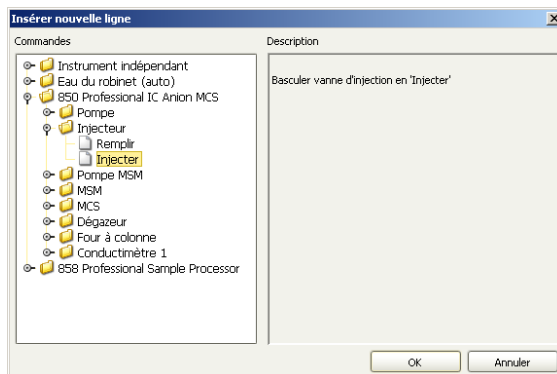 Insérer nouvelle ligne
Commandes
Description
Instrument indépendant
Eau du robinet (auto)
850 Professional IC Anion MCS
Pompe
Injecteur
Remplir
Injecter
Pompe MSM
MSM
MCS
Dégazeur
Four à colonne
Conductimètre 1
858 Professional Sample Processor
Basculer vanne d'injection en 'Injecter'
OK
Annuler